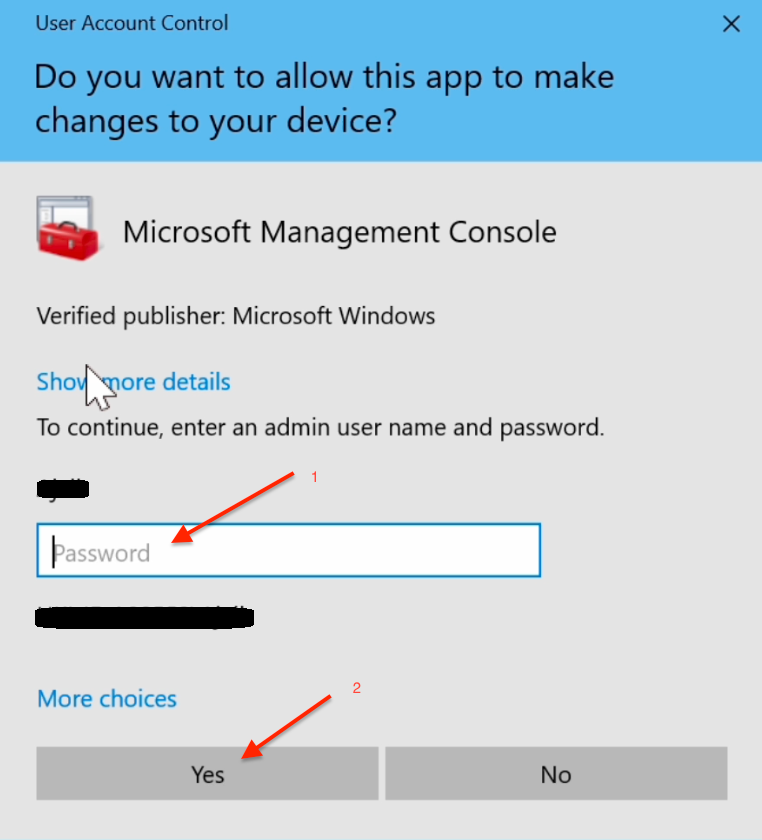 User Account Control
Do you want to allow this app to make
changes to your device?
Microsoft Management Console
Verified publisher: Microsoft Windows
Show more details
To continue, enter an admin user name and password.
1
Password
2
More choices
Yes
No